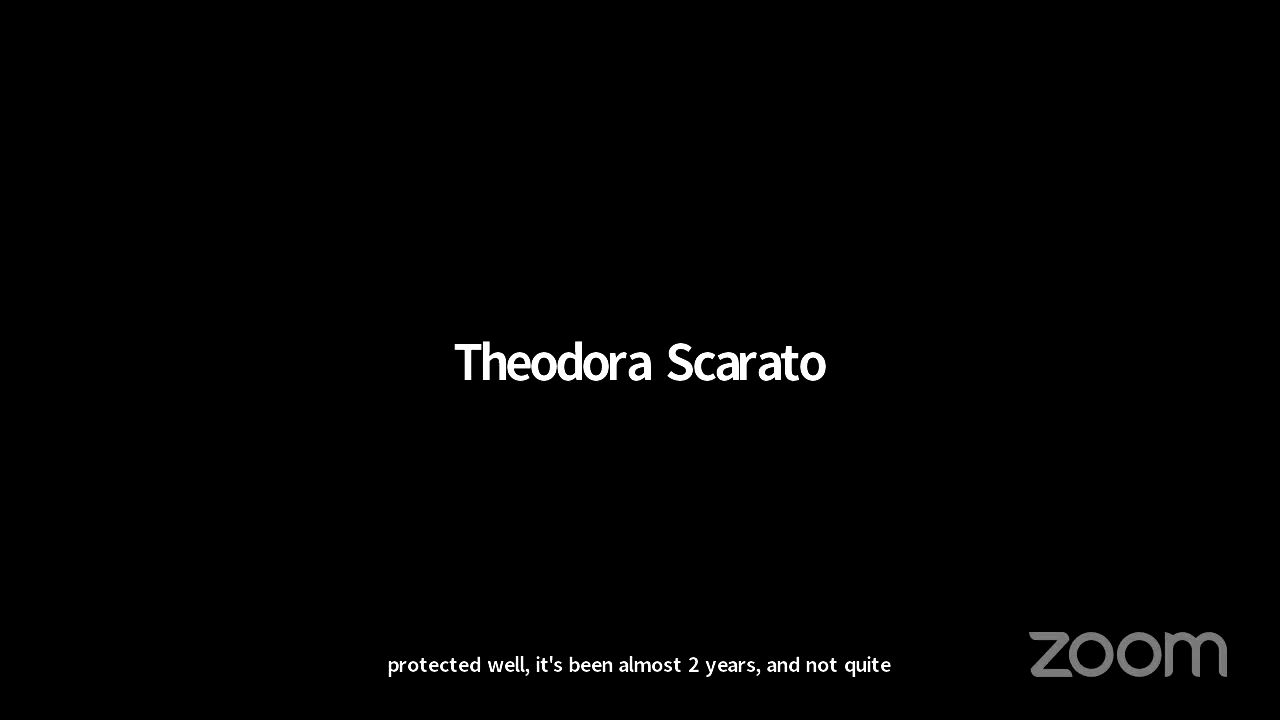 Theodora Scarato
protected well, it's been almost 2 years, and not quite
zoom